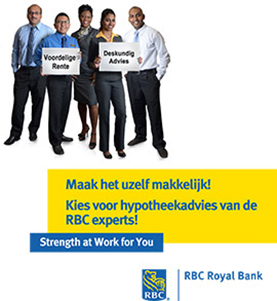 Voordelige
Rente
Deskundig
Advies
Maak het uzelf makkelijk!
Kies voor hypotheekadvies van de
RBC experts!
Strength at Work for You
RBC
®
RBC Royal Bank